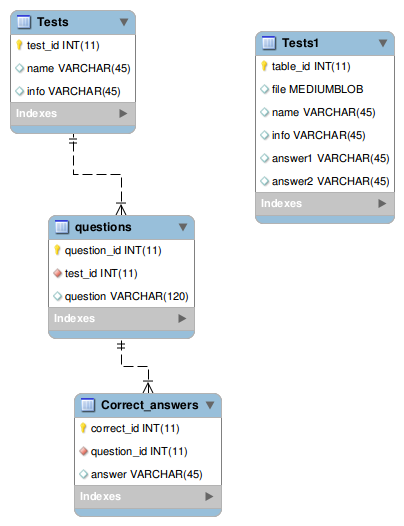 Tests
test_id INT(11)
name VARCHAR(45)
info VARCHAR(45)
Indexes
Tests1
table_id INT(11)
file MEDIUMBLOB
name VARCHAR(45)
info VARCHAR(45)
answer1 VARCHAR(45)
answer2 VARCHAR(45)
Indexes
questions
question_id INT(11)
test_id INT(11)
question VARCHAR(120)
Indexes
Correct_answers
correct_id INT(11)
question_id INT(11)
answer VARCHAR(45)
Indexes